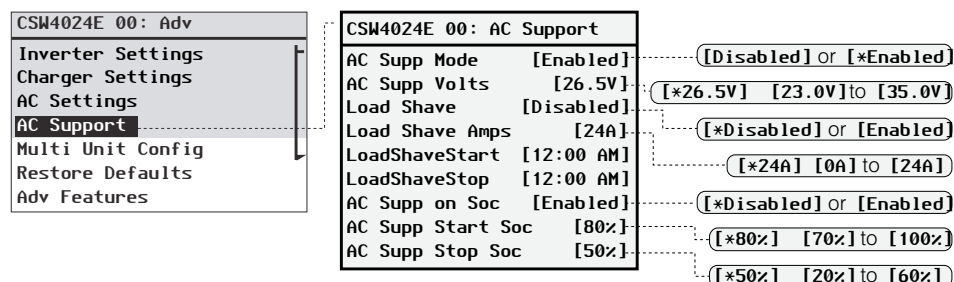 CSW4024E 00: Adv
Inverter Settings
Charger Settings
AC Settings
AC Support
Multi Unit Config
Restore Defaults
Adv Features
CSW4024E 00: AC Support
AC Supp Mode [Enabled]
AC Supp Volts [26.5V]
Load Shave [Disabled]
Load Shave Amps [24A]
LoadShaveStart [12:00 AM]
LoadShaveStop [12:00 AM]
AC Supp on Soc [Enabled]
AC Supp Start Soc [80%]
AC Supp Stop Soc [50%]
[Disabled] or [*Enabled]
[*26.5V] [23.0V]to [35.0V]
[*Disabled] or [Enabled]
[*24A] [0A] to [24A]
[*Disabled] or [Enabled]
[*80%] [70%] to [100%]
[*50%] [20%] to [60%]